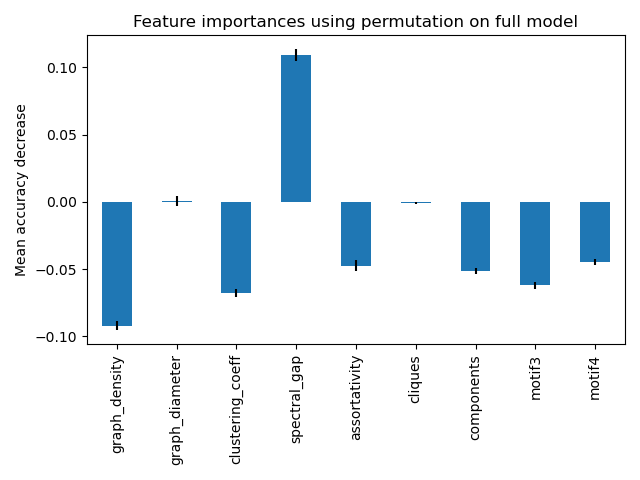 Feature importances using permutation on full model
Mean accuracy decrease
0.10
0.05
0.00
−0.05
−0.10
graph_density
graph_diameter
clustering_coeff
spectral_gap
assortativity
cliques
components
motif3
motif4